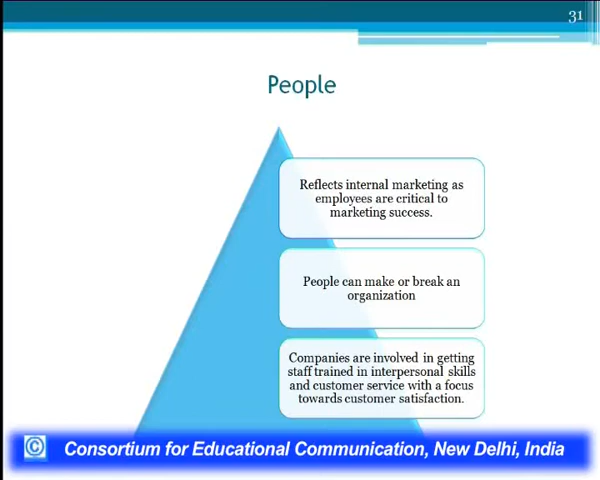 31
People
Reflects internal marketing as
employees are critical to
marketing success.
People can make or break an
organization
Companies are involved in getting
staff trained in interpersonal skills
and customer service with a focus
towards customer satisfaction.
© Consortium for Educational Communication, New Delhi, India